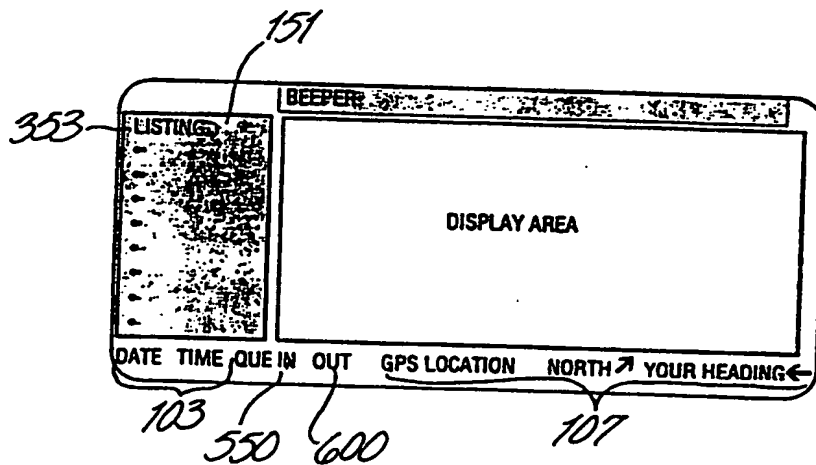 151
BEEPER:
353
LISTING
DISPLAY AREA
DATE TIME QUE IN OUT GPS LOCATION NORTH ↗ YOUR HEADING ←
103
550
600
107